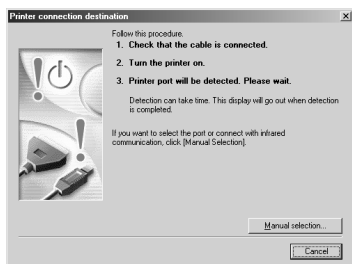 Printer connection destination
Follow this procedure.
1. Check that the cable is connected.
2. Turn the printer on.
3. Printer port will be detected. Please wait.
Detection can take time. This display will go out when detection
is completed.
If you want to select the port or connect with infrared
communication, click [Manual Selection].
Manual selection...
Cancel